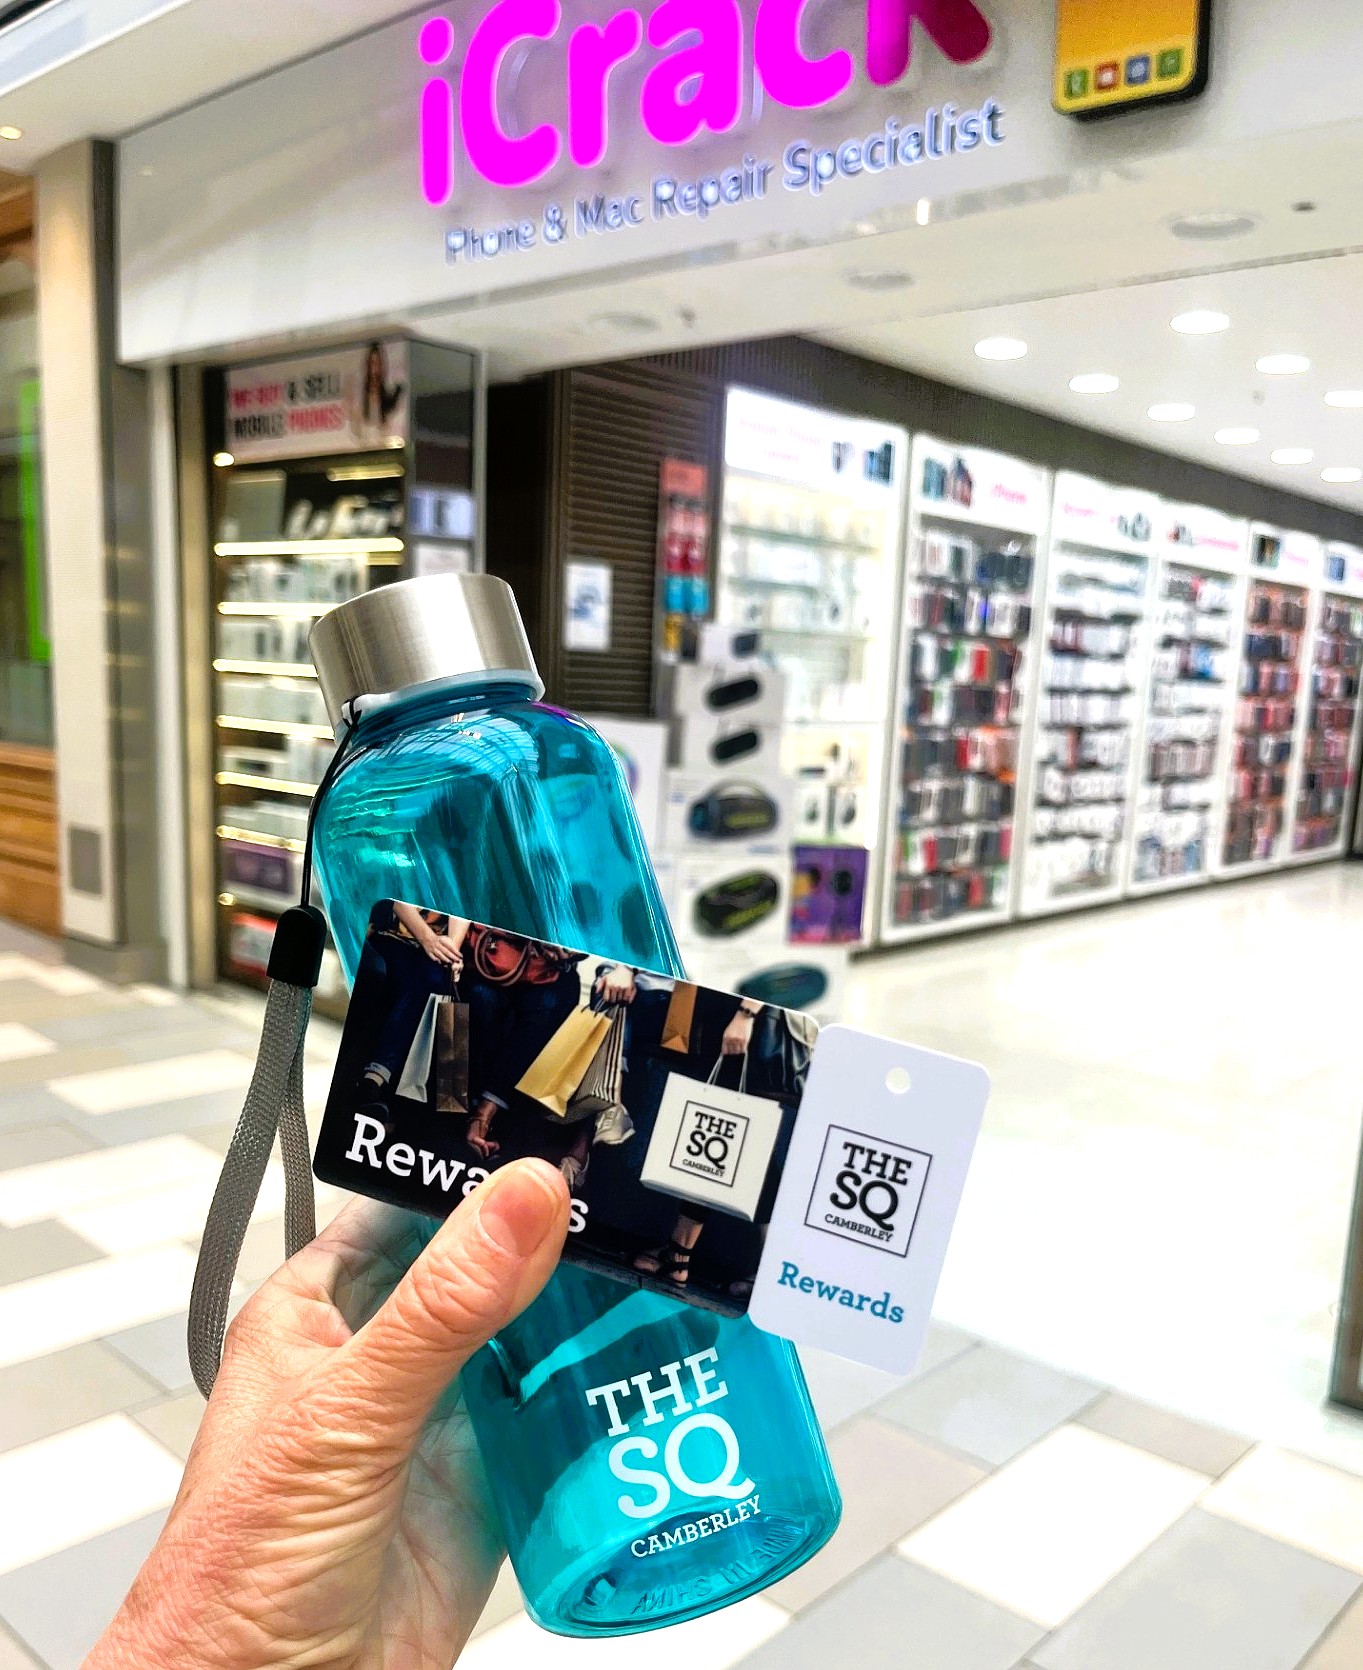 iCrack
Phone & Mac Repair Specialist
WE BUY & SELL
MOBILE PHONES
Rewa s
THE
SQ
CAMBERLEY
THE
SQ
CAMBERLEY
Rewards
THE
SQ
CAMBERLEY